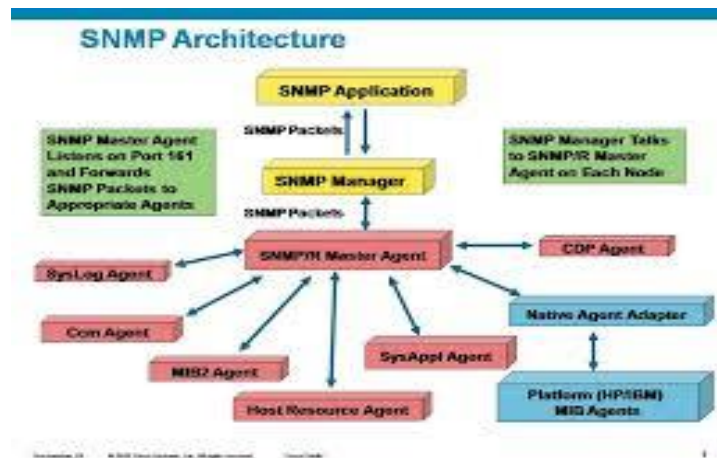 SNMP Architecture
SNMP Application
SNMP Packets
SNMP Master Agent
Listens on Port 161
and Forwards
SNMP Packets to
Appropriate Agents
SNMP Manager Talks
to SNMP/R Master
Agent on Each Node
SNMP Manager
SNMP Packets
SNMP/R Master Agent
CDP Agent
SysLog Agent
Native Agent Adapter
Com Agent
SysAppl Agent
MIB2 Agent
Platform (HP/IBM)
MIB Agents
Host Resource Agent